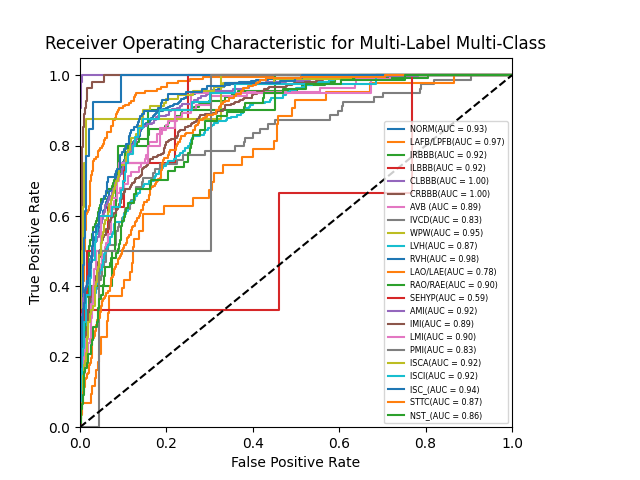 Receiver Operating Characteristic for Multi-Label Multi-Class
1.0
0.8
0.6
0.4
0.2
0.0
True Positive Rate
NORM(AUC = 0.93)
LAFB/LPFB(AUC = 0.97)
IRBBB(AUC = 0.92)
ILBBB(AUC = 0.92)
CLBBB(AUC = 1.00)
CRBBB(AUC = 1.00)
AVB (AUC = 0.89)
IVCD(AUC = 0.83)
WPW(AUC = 0.95)
LVH(AUC = 0.87)
RVH(AUC = 0.98)
LAO/LAE(AUC = 0.78)
RAO/RAE(AUC = 0.90)
SEHYP(AUC = 0.59)
AMI(AUC = 0.92)
IMI(AUC = 0.89)
LMI(AUC = 0.90)
PMI(AUC = 0.83)
ISCA(AUC = 0.92)
ISCI(AUC = 0.92)
ISC_(AUC = 0.94)
STTC(AUC = 0.87)
NST_(AUC = 0.86)
0.0 0.2 0.4 0.6 0.8 1.0
False Positive Rate